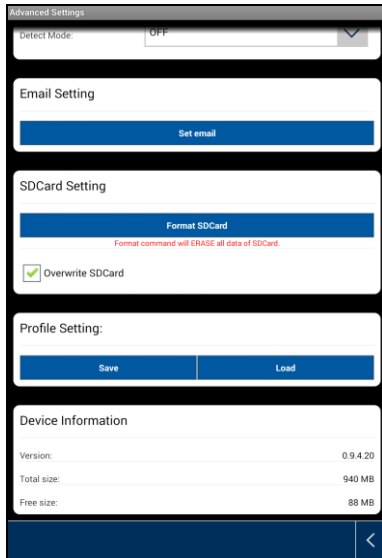 Advanced Settings
Detect Mode: OFF
Email Setting
Set email
SDCard Setting
Format SDCard
Format command will ERASE all data of SDCard.
Overwrite SDCard
Profile Setting:
Save Load
Device Information
Version: 0.9.4.20
Total size: 940 MB
Free size: 88 MB